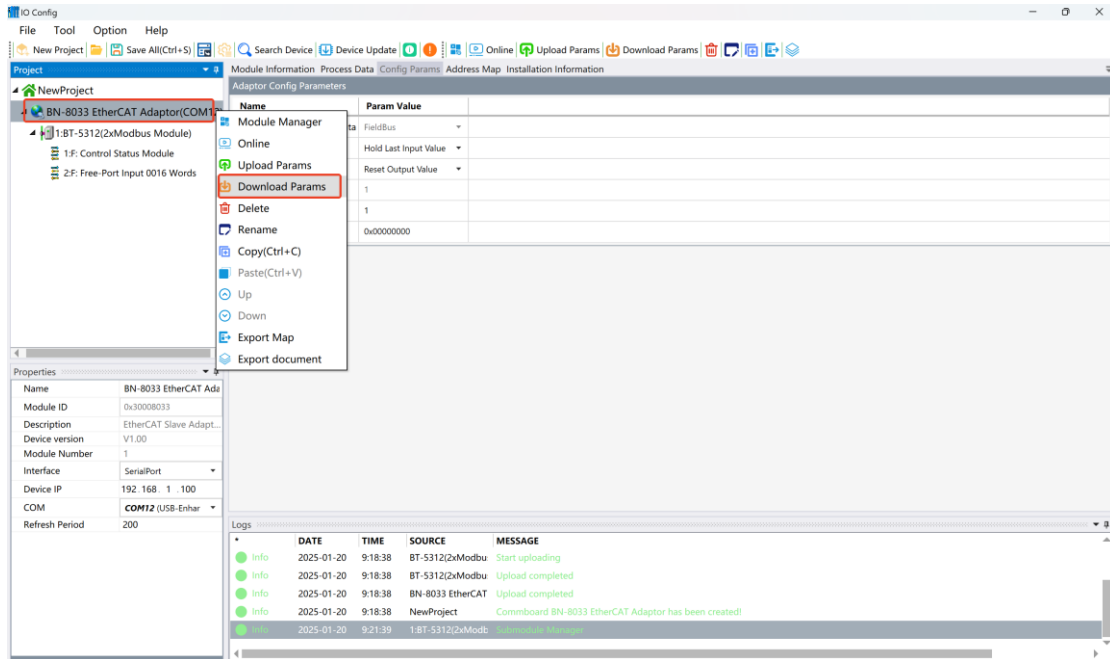 IO Config
File Tool Option Help
New Project Save All(Ctrl+S) Search Device Device Update Online Upload Params Download Params
Project
NewProject
BN-8033 EtherCAT Adaptor(COM12
1:BT-5312(2xModbus Module)
1:F: Control Status Module
2:F: Free-Port Input 0016 Words
Module Information Process Data Config Params Address Map Installation Information
Adaptor Config Parameters
Name Param Value
ta FieldBus
Hold Last Input Value
Reset Output Value
1
1
0x00000000
Module Manager
Online
Upload Params
Download Params
Delete
Rename
Copy(Ctrl+C)
Paste(Ctrl+V)
Up
Down
Export Map
Export document
Properties
Name BN-8033 EtherCAT Ada
Module ID 0x30008033
Description EtherCAT Slave Adapt...
Device version V1.00
Module Number 1
Interface SerialPort
Device IP 192.168. 1 .100
COM COM12 (USB-Enhar
Refresh Period 200
Logs
* DATE TIME SOURCE MESSAGE
Info 2025-01-20 9:18:38 BT-5312(2xModbu: Start uploading
Info 2025-01-20 9:18:38 BT-5312(2xModbu: Upload completed
Info 2025-01-20 9:18:38 BN-8033 EtherCAT Upload completed
Info 2025-01-20 9:18:38 NewProject Commboard BN-8033 EtherCAT Adaptor has been created!
Info 2025-01-20 9:21:39 1:BT-5312(2xModb Submodule Manager